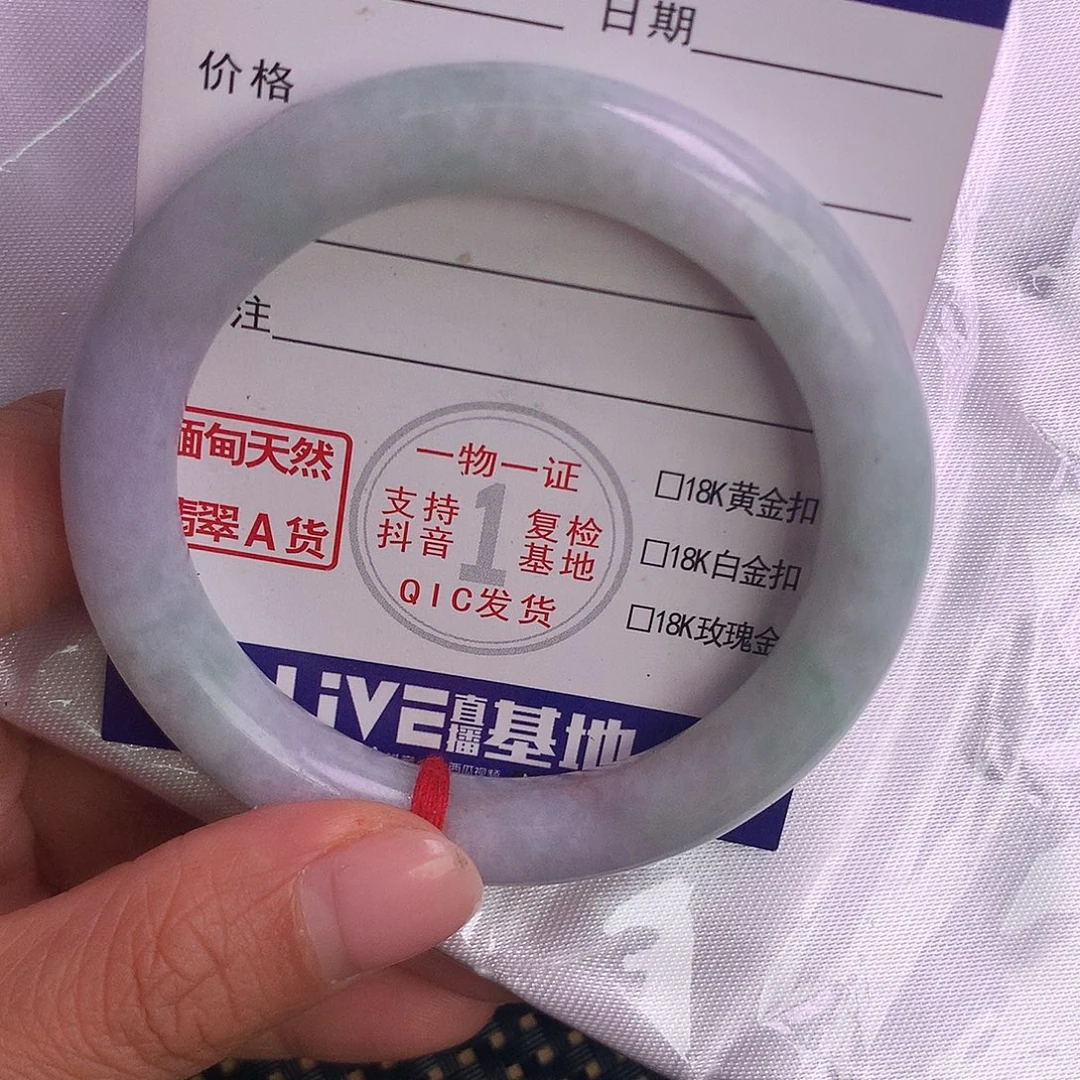 日期
价格
注
缅甸天然
翡翠A货
一物一证
支持
抖音
1
复检
基地
QIC发货
□18K黄金扣
□18K白金扣
□18K玫瑰金
LiVE直播基地